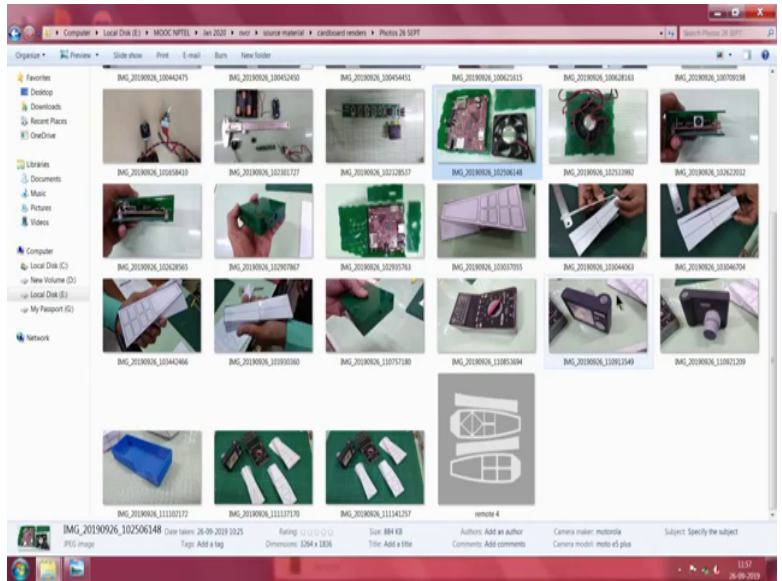 Computer ▸ Local Disk (E:) ▸ MOOC NPTEL ▸ Jan 2020 ▸ nvcr ▸ source material ▸ cardboard renders ▸ Photos 26 SEPT
Search Photos 26 SEPT
Organize Preview Slide show Print E-mail Burn New folder
Favorites
Desktop
Downloads
Recent Places
OneDrive
Libraries
Documents
Music
Pictures
Videos
Computer
Local Disk (C:)
New Volume (D:)
Local Disk (E:)
My Passport (G:)
Network
IMG_20190926_100442475 IMG_20190926_100452450 IMG_20190926_100454451 IMG_20190926_100621615 IMG_20190926_100628163 IMG_20190926_100709198
IMG_20190926_101658410 IMG_20190926_102301727 IMG_20190926_102328537 IMG_20190926_102506148 IMG_20190926_102533992 IMG_20190926_102622032
IMG_20190926_102628565 IMG_20190926_102907867 IMG_20190926_102935763 IMG_20190926_103037055 IMG_20190926_103044063 IMG_20190926_103046704
IMG_20190926_103442466 IMG_20190926_103930360 IMG_20190926_110757180 IMG_20190926_110853694 IMG_20190926_110913549 IMG_20190926_110921209
IMG_20190926_111102172 IMG_20190926_111137170 IMG_20190926_111141257 remote 4
IMG_20190926_102506148 Date taken: 26-09-2019 10:25 Rating: Size: 884 KB Authors: Add an author Camera maker: motorola Subject: Specify the subject
JPEG image Tags: Add a tag Dimensions: 3264 x 1836 Title: Add a title Comments: Add comments Camera model: moto e5 plus
11:57
26-09-2019